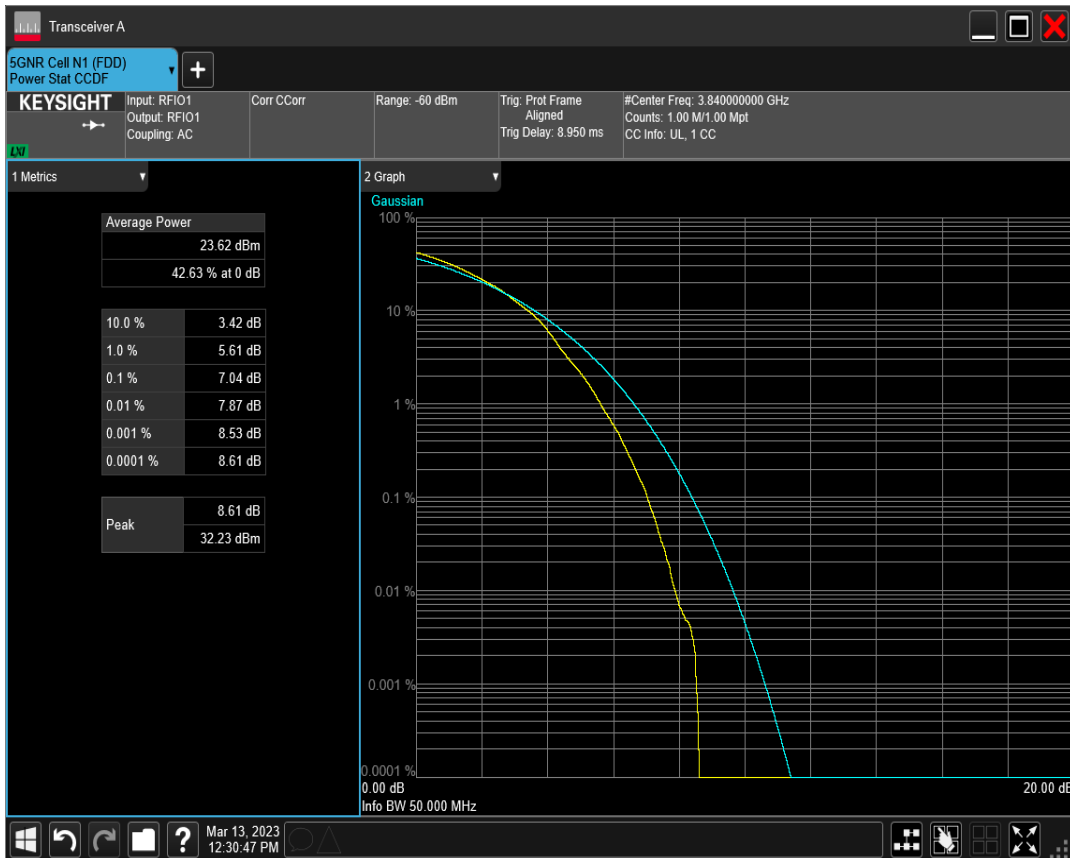 Transceiver A
5GNR Cell N1 (FDD)
Power Stat CCDF
KEYSIGHT
LXI
Input: RFIO1
Output: RFIO1
Coupling: AC
Corr CCorr
Range: -60 dBm
Trig: Prot Frame
Aligned
Trig Delay: 8.950 ms
#Center Freq: 3.840000000 GHz
Counts: 1.00 M/1.00 Mpt
CC Info: UL, 1 CC
1 Metrics
Average Power
23.62 dBm
42.63 % at 0 dB
10.0 % 3.42 dB
1.0 % 5.61 dB
0.1 % 7.04 dB
0.01 % 7.87 dB
0.001 % 8.53 dB
0.0001 % 8.61 dB
Peak
8.61 dB
32.23 dBm
2 Graph
Gaussian
100 %
10 %
1 %
0.1 %
0.01 %
0.001 %
0.0001 %
0.00 dB 20.00 dB
Info BW 50.000 MHz
?
Mar 13, 2023
12:30:47 PM